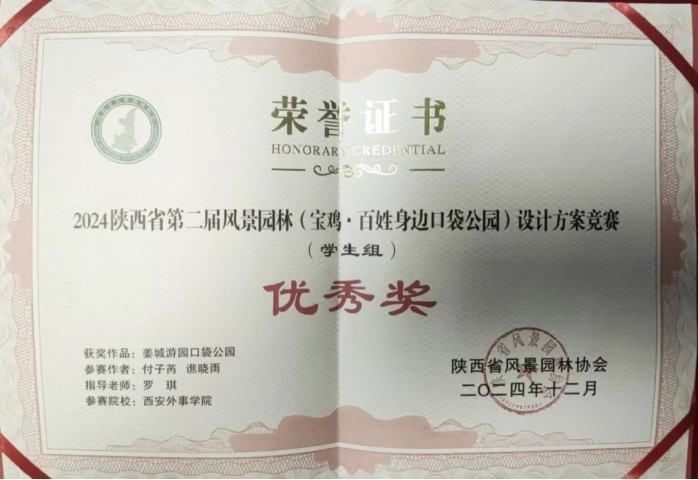 荣誉证书
HONORARY CREDENTIAL
2024陕西省第二届风景园林（宝鸡·百姓身边口袋公园）设计方案竞赛
（学生组）
优秀奖
获奖作品：姜城游园口袋公园
参赛作者：付子芮 谯晓雨
指导老师：罗 琪
参赛院校：西安外事学院
陕西省风景园林协会
二〇二四年十二月